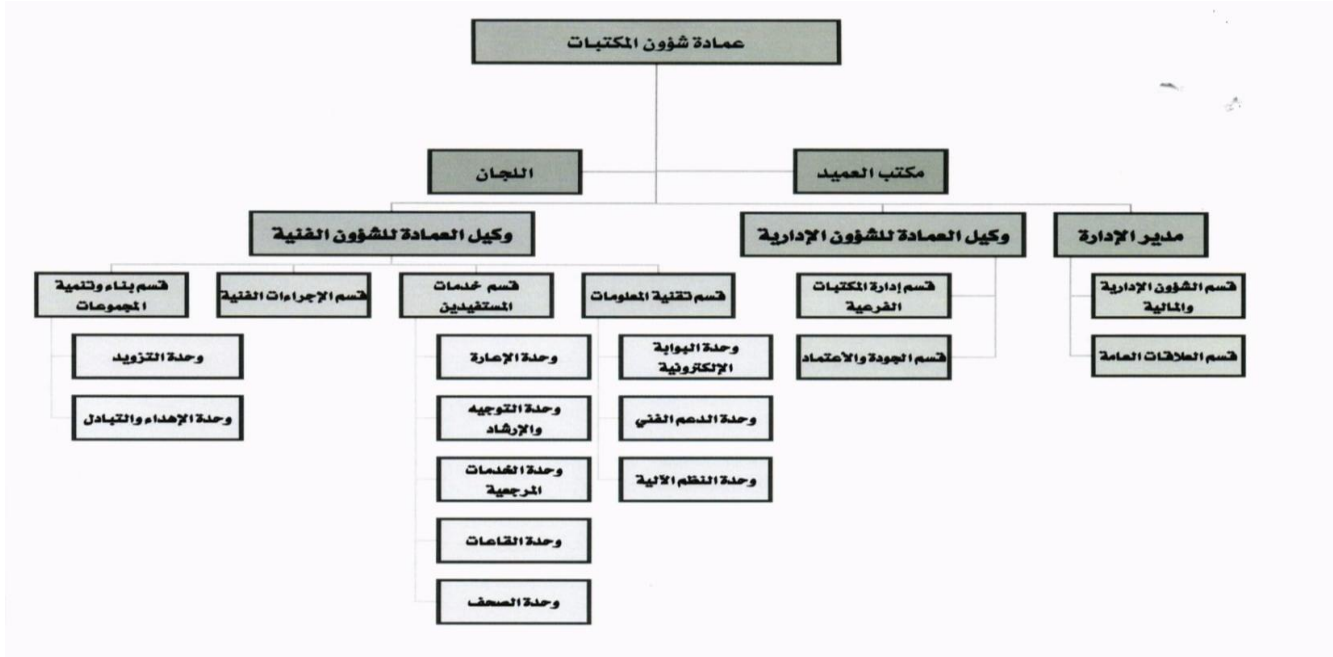 عمادة شؤون المكتبات
مكتب العميد
اللجان
مدير الإدارة
وكيل العمادة للشؤون الإدارية
وكيل العمادة للشؤون الفنية
قسم الشؤون الإدارية
والمالية
قسم العلاقات العامة
قسم إدارة المكتبات
الفرعية
قسم الجودة والأعتماد
قسم تقنية المعلومات
وحدة البوابة
الإلكترونية
وحدة الدعم الفني
وحدة النظم الآلية
قسم خدمات
المستفيدين
وحدة الإعارة
وحدة التوجيه
والإرشاد
وحدة الخدمات
المرجعية
وحدة القاعات
وحدة الصحف
قسم الإجراءات الفنية
قسم بناء وتنمية
المجموعات
وحدة التزويد
وحدة الإهداء والتبادل